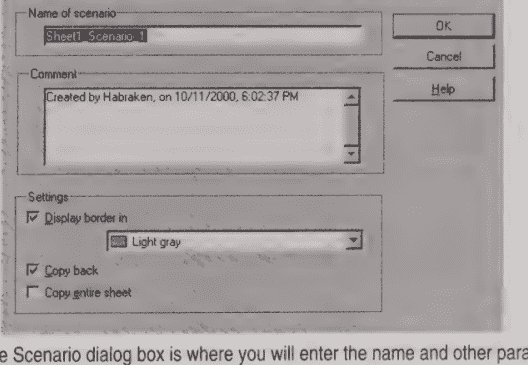 Name of scenario
Sheet1_Scenario_1
OK
Cancel
Comment
Created by Habraken, on 10/11/2000, 6:02:37 PM
Help
Settings
Display border in
Light gray
Copy back
Copy entire sheet
e Scenario dialog box is where you will enter the name and other para